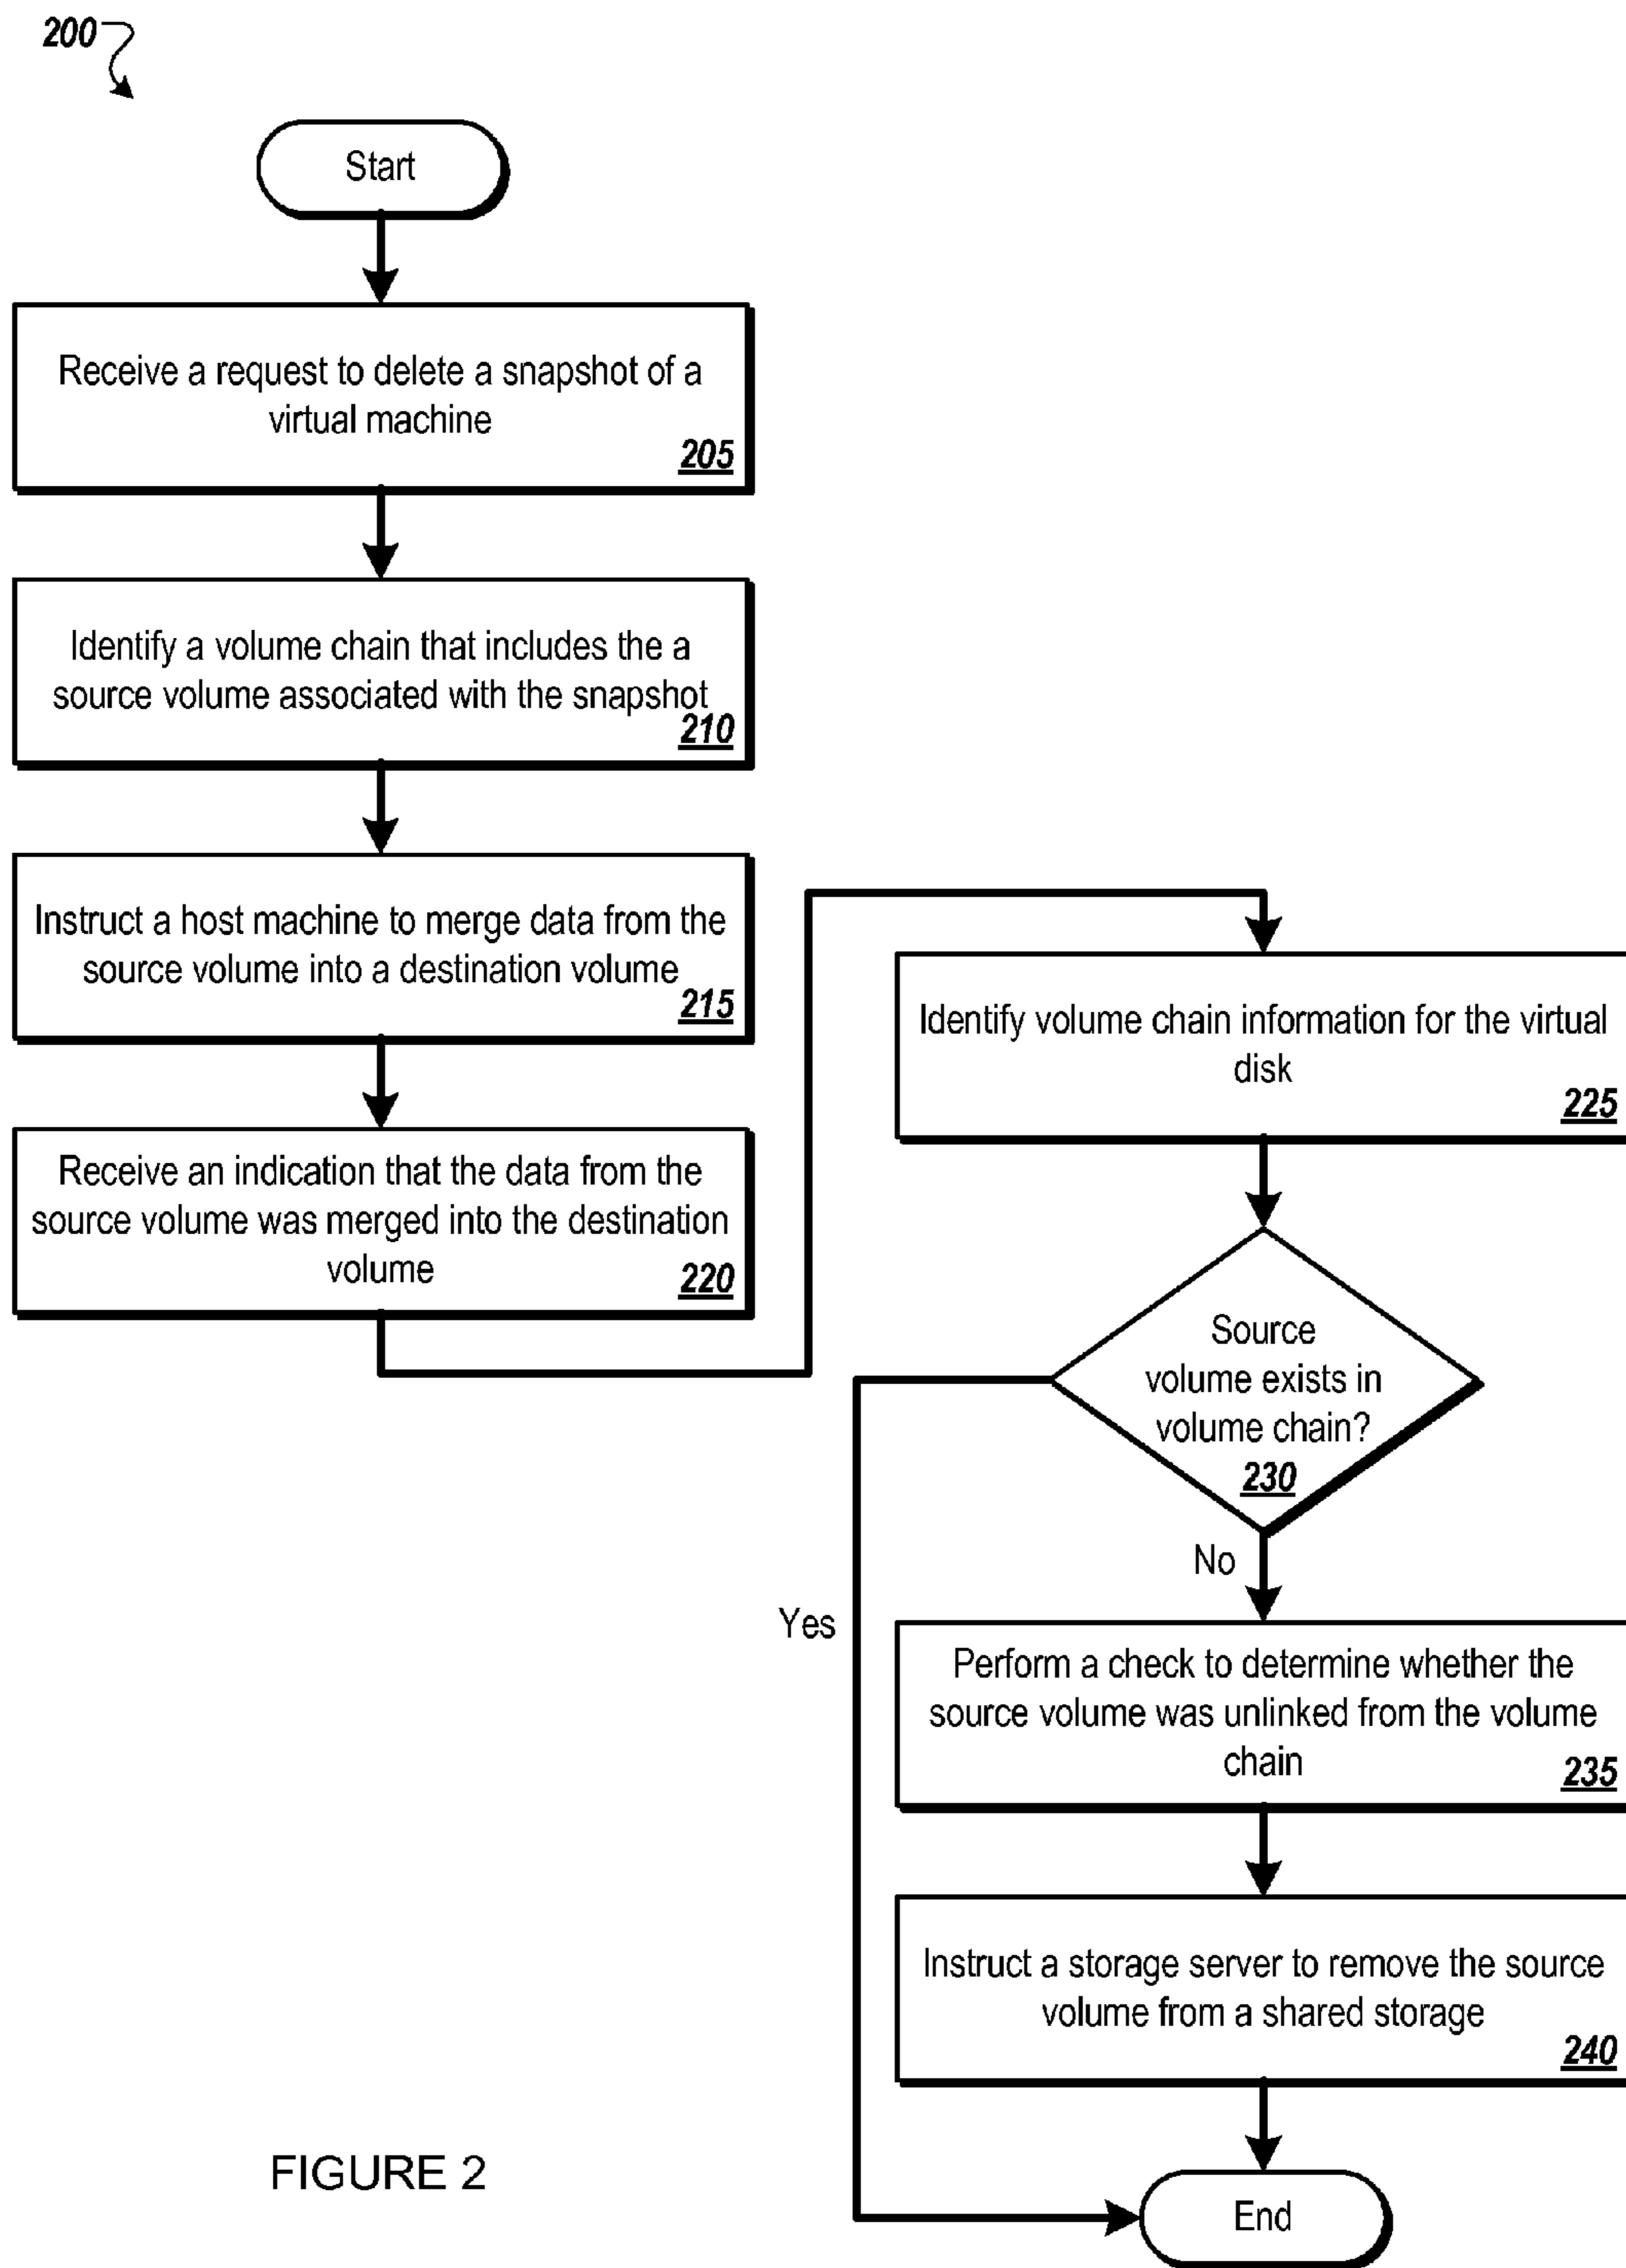 200
Start
Receive a request to delete a snapshot of a
virtual machine
205
Identify a volume chain that includes the a
source volume associated with the snapshot
210
Instruct a host machine to merge data from the
source volume into a destination volume
215
Receive an indication that the data from the
source volume was merged into the destination
volume
220
Identify volume chain information for the virtual
disk
225
Source
volume exists in
volume chain?
230
No
Yes
Perform a check to determine whether the
source volume was unlinked from the volume
chain
235
Instruct a storage server to remove the source
volume from a shared storage
240
End
FIGURE 2